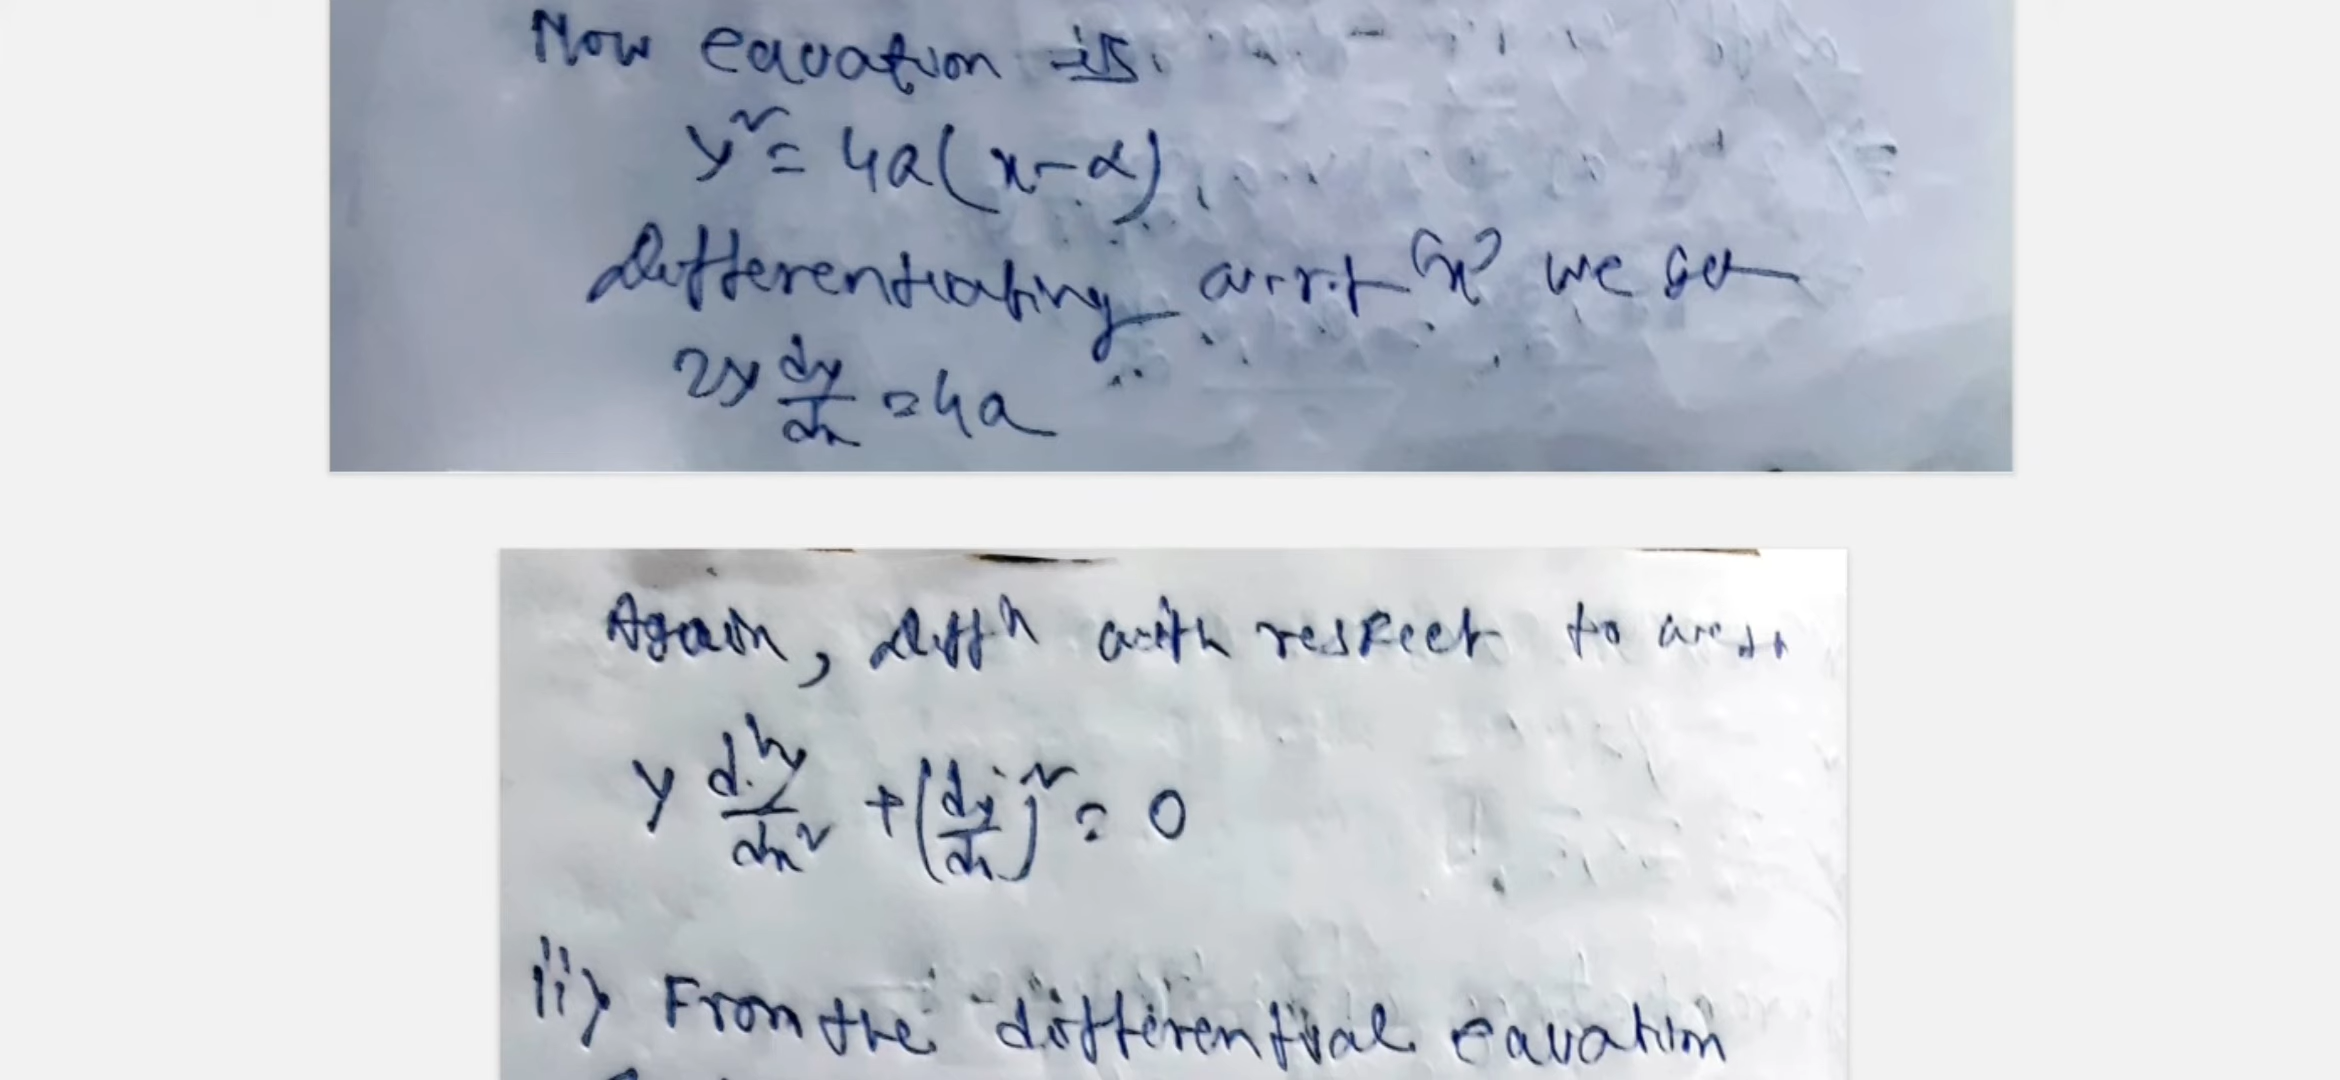 Now equation is
y² = 4a(x-α)
Differentiating w.r.t "x" we get
2y dy/dx = 4a
Again, diffⁿ with respect to
y d²y/dx² + (dy/dx)² = 0
ii) From the differential equation